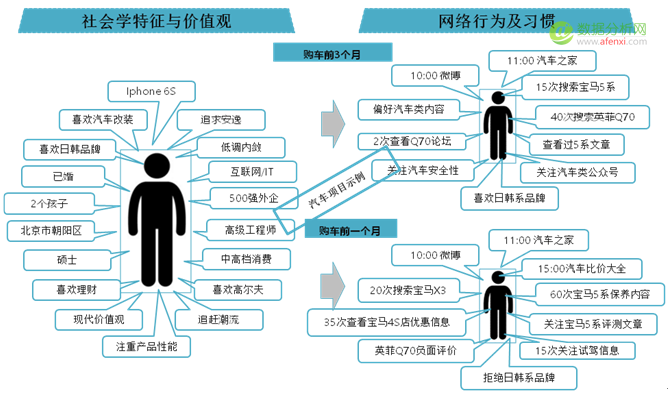 社会学特征与价值观
网络行为及习惯
数据分析网
www.afenxi.com
购车前3个月
Iphone 6S
喜欢汽车改装
追求安逸
喜欢日韩品牌
低调内敛
已婚
互联网/IT
2个孩子
500强外企
北京市朝阳区
高级工程师
硕士
中高档消费
喜欢理财
喜欢高尔夫
现代价值观
追赶潮流
注重产品性能
汽车项目示例
10:00 微博
11:00 汽车之家
偏好汽车类内容
15次搜索宝马5系
2次查看Q70论坛
40次搜索英菲Q70
关注汽车安全性
查看过5系文章
关注汽车类公众号
喜欢日韩系品牌
购车前一个月
10:00 微博
11:00 汽车之家
20次搜索宝马X3
15:00汽车比价大全
35次查看宝马4S店优惠信息
60次宝马5系保养内容
英菲Q70负面评价
关注宝马5系评测文章
15次关注试驾信息
拒绝日韩系品牌